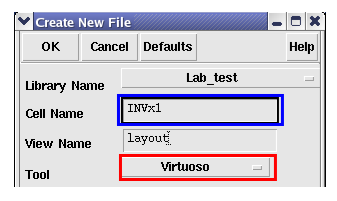 Create New File
OK Cancel Defaults Help
Library Name Lab_test
Cell Name INVx1
View Name layout
Tool Virtuoso